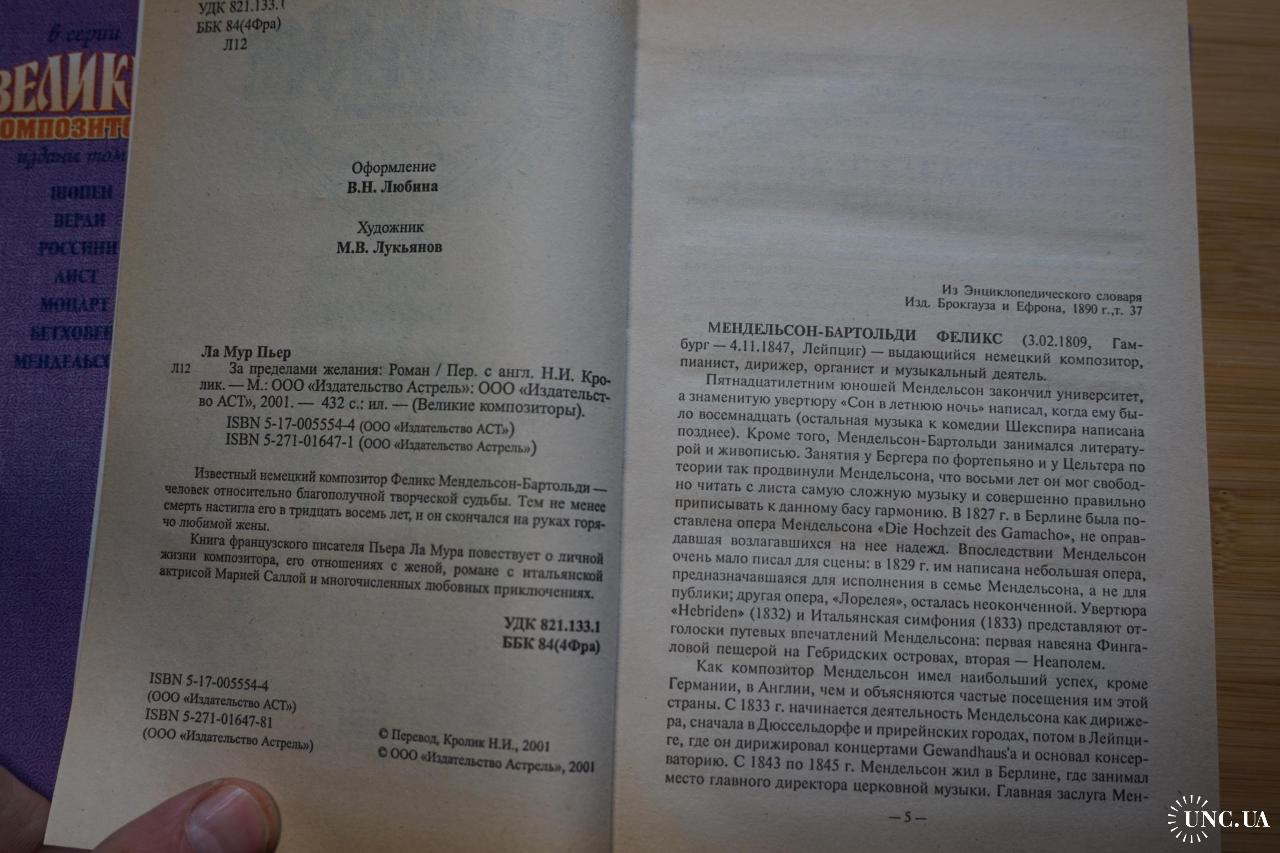 в серии
ВЕЛИК
ОМПОЗИТО
издани том
ШОПЕН
ВЕРДИ
РОССИНИ
ЛИСТ
МОЦАРТ
БЕТХОВЕН
МЕНДЕЛЬСО
УДК 821.133.1
ББК 84(4Фра)
Л12
Оформление
В.Н. Любина
Художник
М.В. Лукьянов
Ла Мур Пьер
Л12 За пределами желания: Роман / Пер. с англ. Н.И. Кро-
лик. — М.: ООО «Издательство Астрель»: ООО «Издательст-
во АСТ», 2001. — 432 с.: ил. — (Великие композиторы).
ISBN 5-17-005554-4 (ООО «Издательство АСТ»)
ISBN 5-271-01647-1 (ООО «Издательство Астрель»)
Известный немецкий композитор Феликс Мендельсон-Бартольди —
человек относительно благополучной творческой судьбы. Тем не менее
смерть настигла его в тридцать восемь лет, и он скончался на руках горя-
чо любимой жены.
Книга французского писателя Пьера Ла Мура повествует о личной
жизни композитора, его отношениях с женой, романе с итальянской
актрисой Марией Саллой и многочисленных любовных приключениях.
УДК 821.133.1
ББК 84(4Фра)
ISBN 5-17-005554-4
(ООО «Издательство АСТ»)
ISBN 5-271-01647-81
(ООО «Издательство Астрель»)
© Перевод, Кролик Н.И., 2001
© ООО «Издательство Астрель», 2001
Из Энциклопедического словаря
Изд. Брокгауза и Ефрона, 1890 г.,т. 37
МЕНДЕЛЬСОН-БАРТОЛЬДИ ФЕЛИКС (3.02.1809, Гам-
бург — 4.11.1847, Лейпциг) — выдающийся немецкий композитор,
пианист, дирижер, органист и музыкальный деятель.
Пятнадцатилетним юношей Мендельсон закончил университет,
а знаменитую увертюру «Сон в летнюю ночь» написал, когда ему бы-
ло восемнадцать (остальная музыка к комедии Шекспира написана
позднее). Кроме того, Мендельсон-Бартольди занимался литерату-
рой и живописью. Занятия у Бергера по фортепьяно и у Цельтера по
теории так продвинули Мендельсона, что восьми лет он мог свобод-
но читать с листа самую сложную музыку и совершенно правильно
приписывать к данному басу гармонию. В 1827 г. в Берлине была по-
ставлена опера Мендельсона «Die Hochzeit des Gamacho», не оправ-
давшая возлагавшихся на нее надежд. Впоследствии Мендельсон
очень мало писал для сцены: в 1829 г. им написана небольшая опера,
предназначавшаяся для исполнения в семье Мендельсона, а не для
публики; другая опера, «Лорелея», осталась неоконченной. Увертюра
«Hebriden» (1832) и Итальянская симфония (1833) представляют от-
голоски путевых впечатлений Мендельсона: первая навеяна Финга-
ловой пещерой на Гебридских островах, вторая — Неаполем.
Как композитор Мендельсон имел наибольший успех, кроме
Германии, в Англии, чем и объясняются частые посещения им этой
страны. С 1833 г. начинается деятельность Мендельсона как дириже-
ра, сначала в Дюссельдорфе и прирейнских городах, потом в Лейпци-
ге, где он дирижировал концертами Gewandhaus'a и основал консер-
ваторию. С 1843 по 1845 г. Мендельсон жил в Берлине, где занимал
место главного директора церковной музыки. Главная заслуга Мен-
— 5 —
UNC.UA